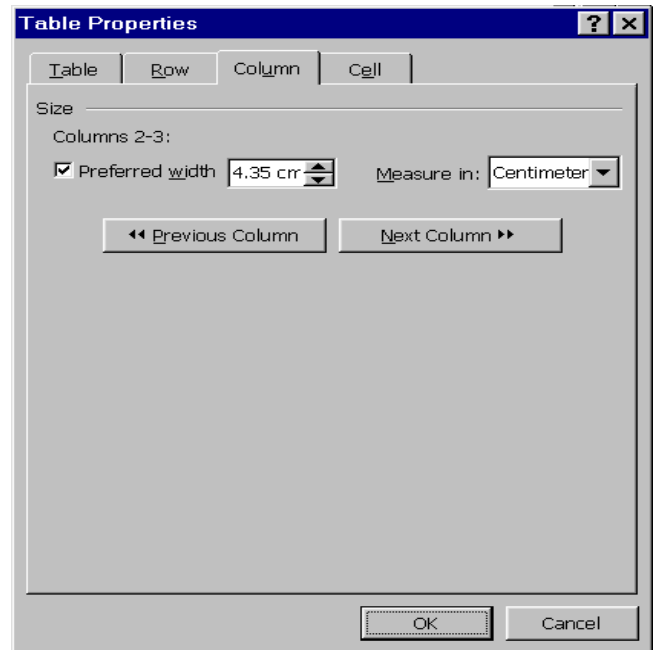 Table Properties
Table Row Column Cell
Size
Columns 2-3:
Preferred width 4.35 cm Measure in: Centimeter
Previous Column Next Column
OK Cancel